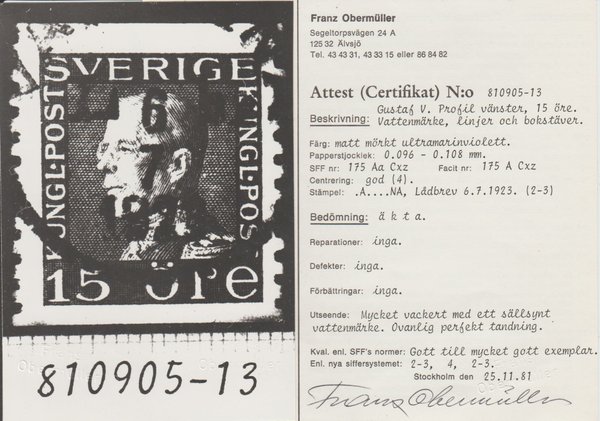 SVERIGE
KUNGL.POST
KUNGL.POST
15 öre
810905-13
Franz Obermüller
Segeltorpsvägen 24 A
125 32 Älvsjö
Tel. 43 43 31, 43 33 15 eller 86 84 82
Attest (Certifikat) N:o 810905-13
Gustaf V. Profil vänster, 15 öre.
Beskrivning: Vattenmärke, linjer och bokstäver.
Färg: matt mörkt ultramarinviolett.
Papperstjocklek: 0.096 - 0.108 mm.
SFF nr: 175 Aa Cxz Facit nr: 175 A Cxz
Centrering: god (4).
Stämpel: .A....NA, Lådbrev 6.7.1923. (2-3)
Bedömning: äkta.
Reparationer: inga.
Defekter: inga.
Förbättringar: inga.
Utseende: Mycket vackert med ett sällsynt
vattenmärke. Ovanlig perfekt tandning.
Kval. enl. SFF's normer: Gott till mycket gott exemplar.
Enl. nya siffersystemet: 2-3, 4, 2-3.
Stockholm den 25.11.81
Franz Obermüller